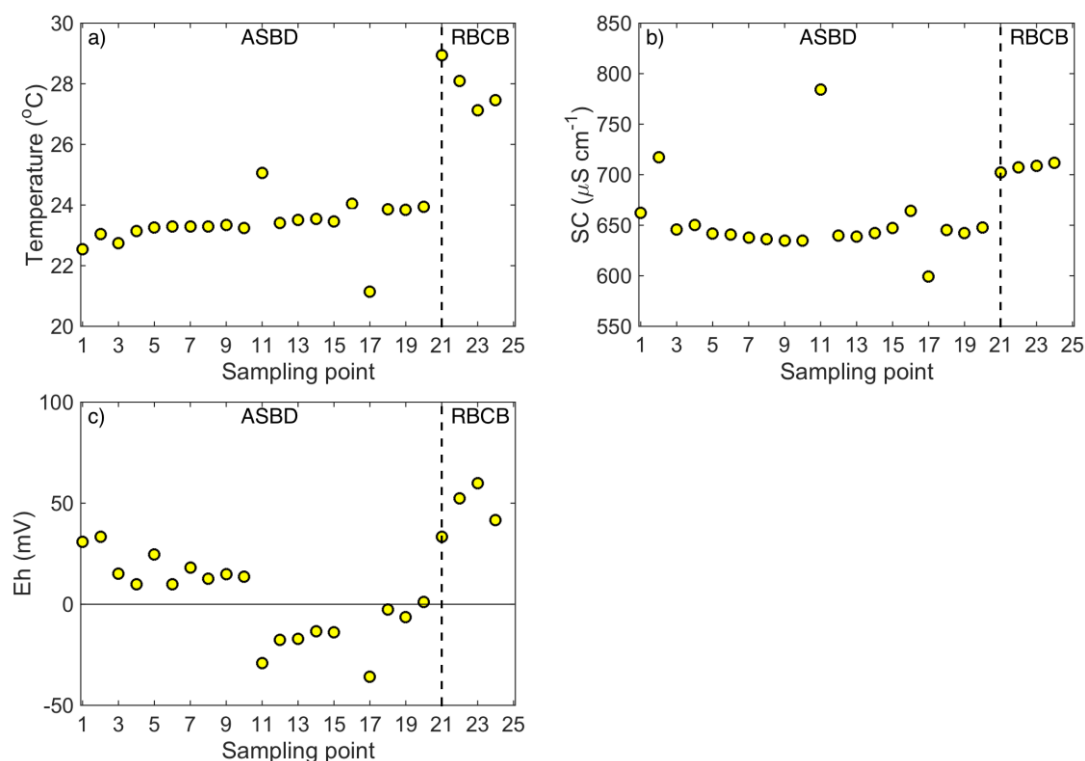 a) ASBD RBCB
30
28
26
24
22
20
Temperature (°C)
1 3 5 7 9 11 13 15 17 19 21 23 25
Sampling point
b) ASBD RBCB
850
800
750
700
650
600
550
SC (μS cm⁻¹)
1 3 5 7 9 11 13 15 17 19 21 23 25
Sampling point
c) ASBD RBCB
100
50
0
-50
Eh (mV)
1 3 5 7 9 11 13 15 17 19 21 23 25
Sampling point